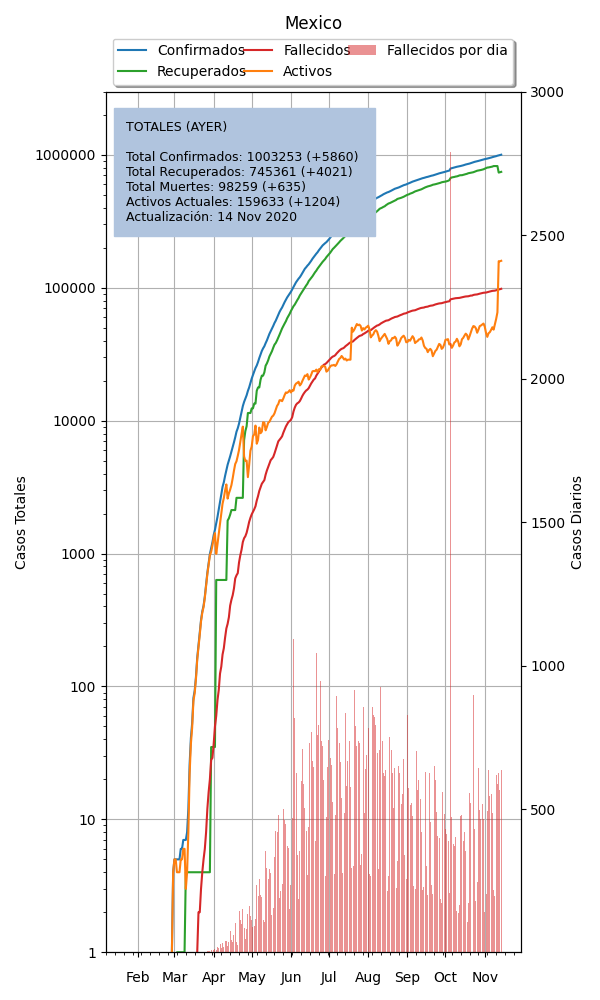 Mexico
Confirmados Fallecidos Fallecidos por dia
Recuperados Activos
TOTALES (AYER)
Total Confirmados: 1003253 (+5860)
Total Recuperados: 745361 (+4021)
Total Muertes: 98259 (+635)
Activos Actuales: 159633 (+1204)
Actualización: 14 Nov 2020
Casos Totales
1000000
100000
10000
1000
100
10
1
3000
2500
2000
1500
1000
500
Casos Diarios
Feb Mar Apr May Jun Jul Aug Sep Oct Nov